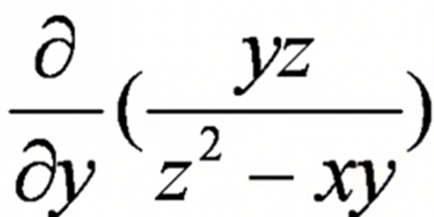 ∂/∂y (yz / (z² − xy))